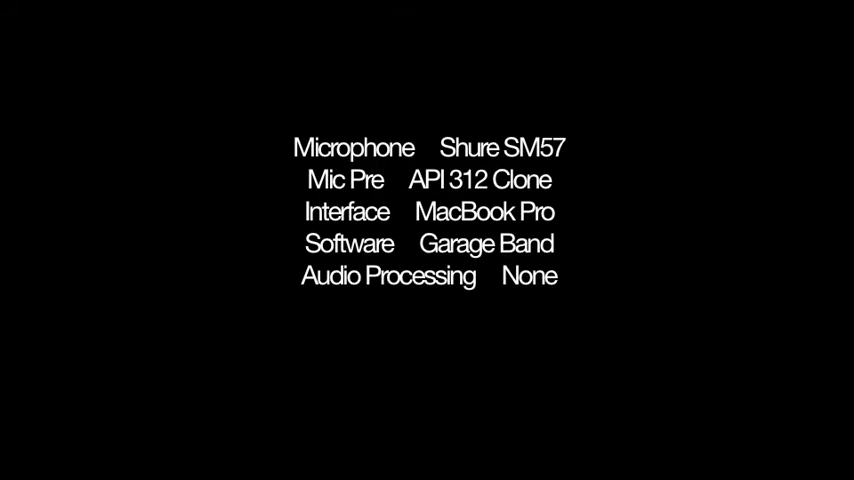 Microphone Shure SM57
Mic Pre API 312 Clone
Interface MacBook Pro
Software Garage Band
Audio Processing None